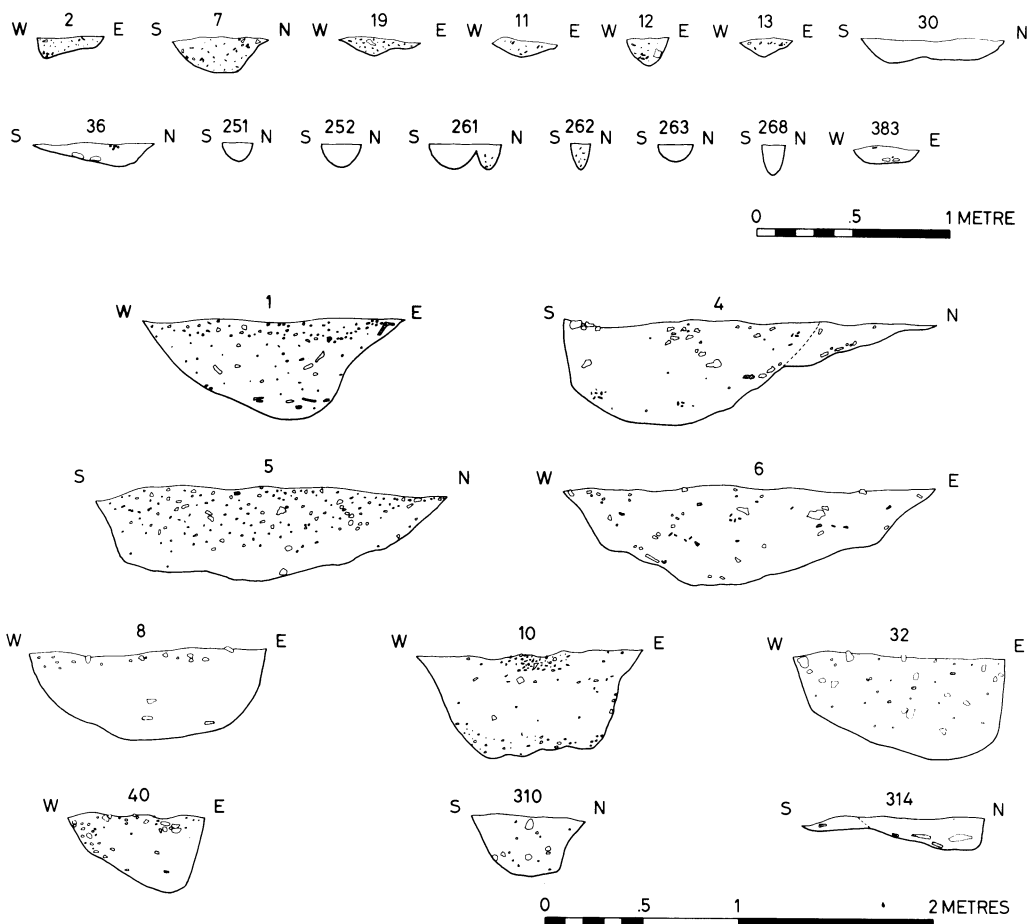 2 7 19 11 12 13 30
W E S N W E W E W E W E S N
36 251 252 261 262 263 268 383
S N S N S N S N S N S N S N W E
0 .5 1 METRE
1 4
W E S N
5 6
S N W E
8 10 32
W E W E W E
40 310 314
W E S N S N
0 .5 1 2 METRES